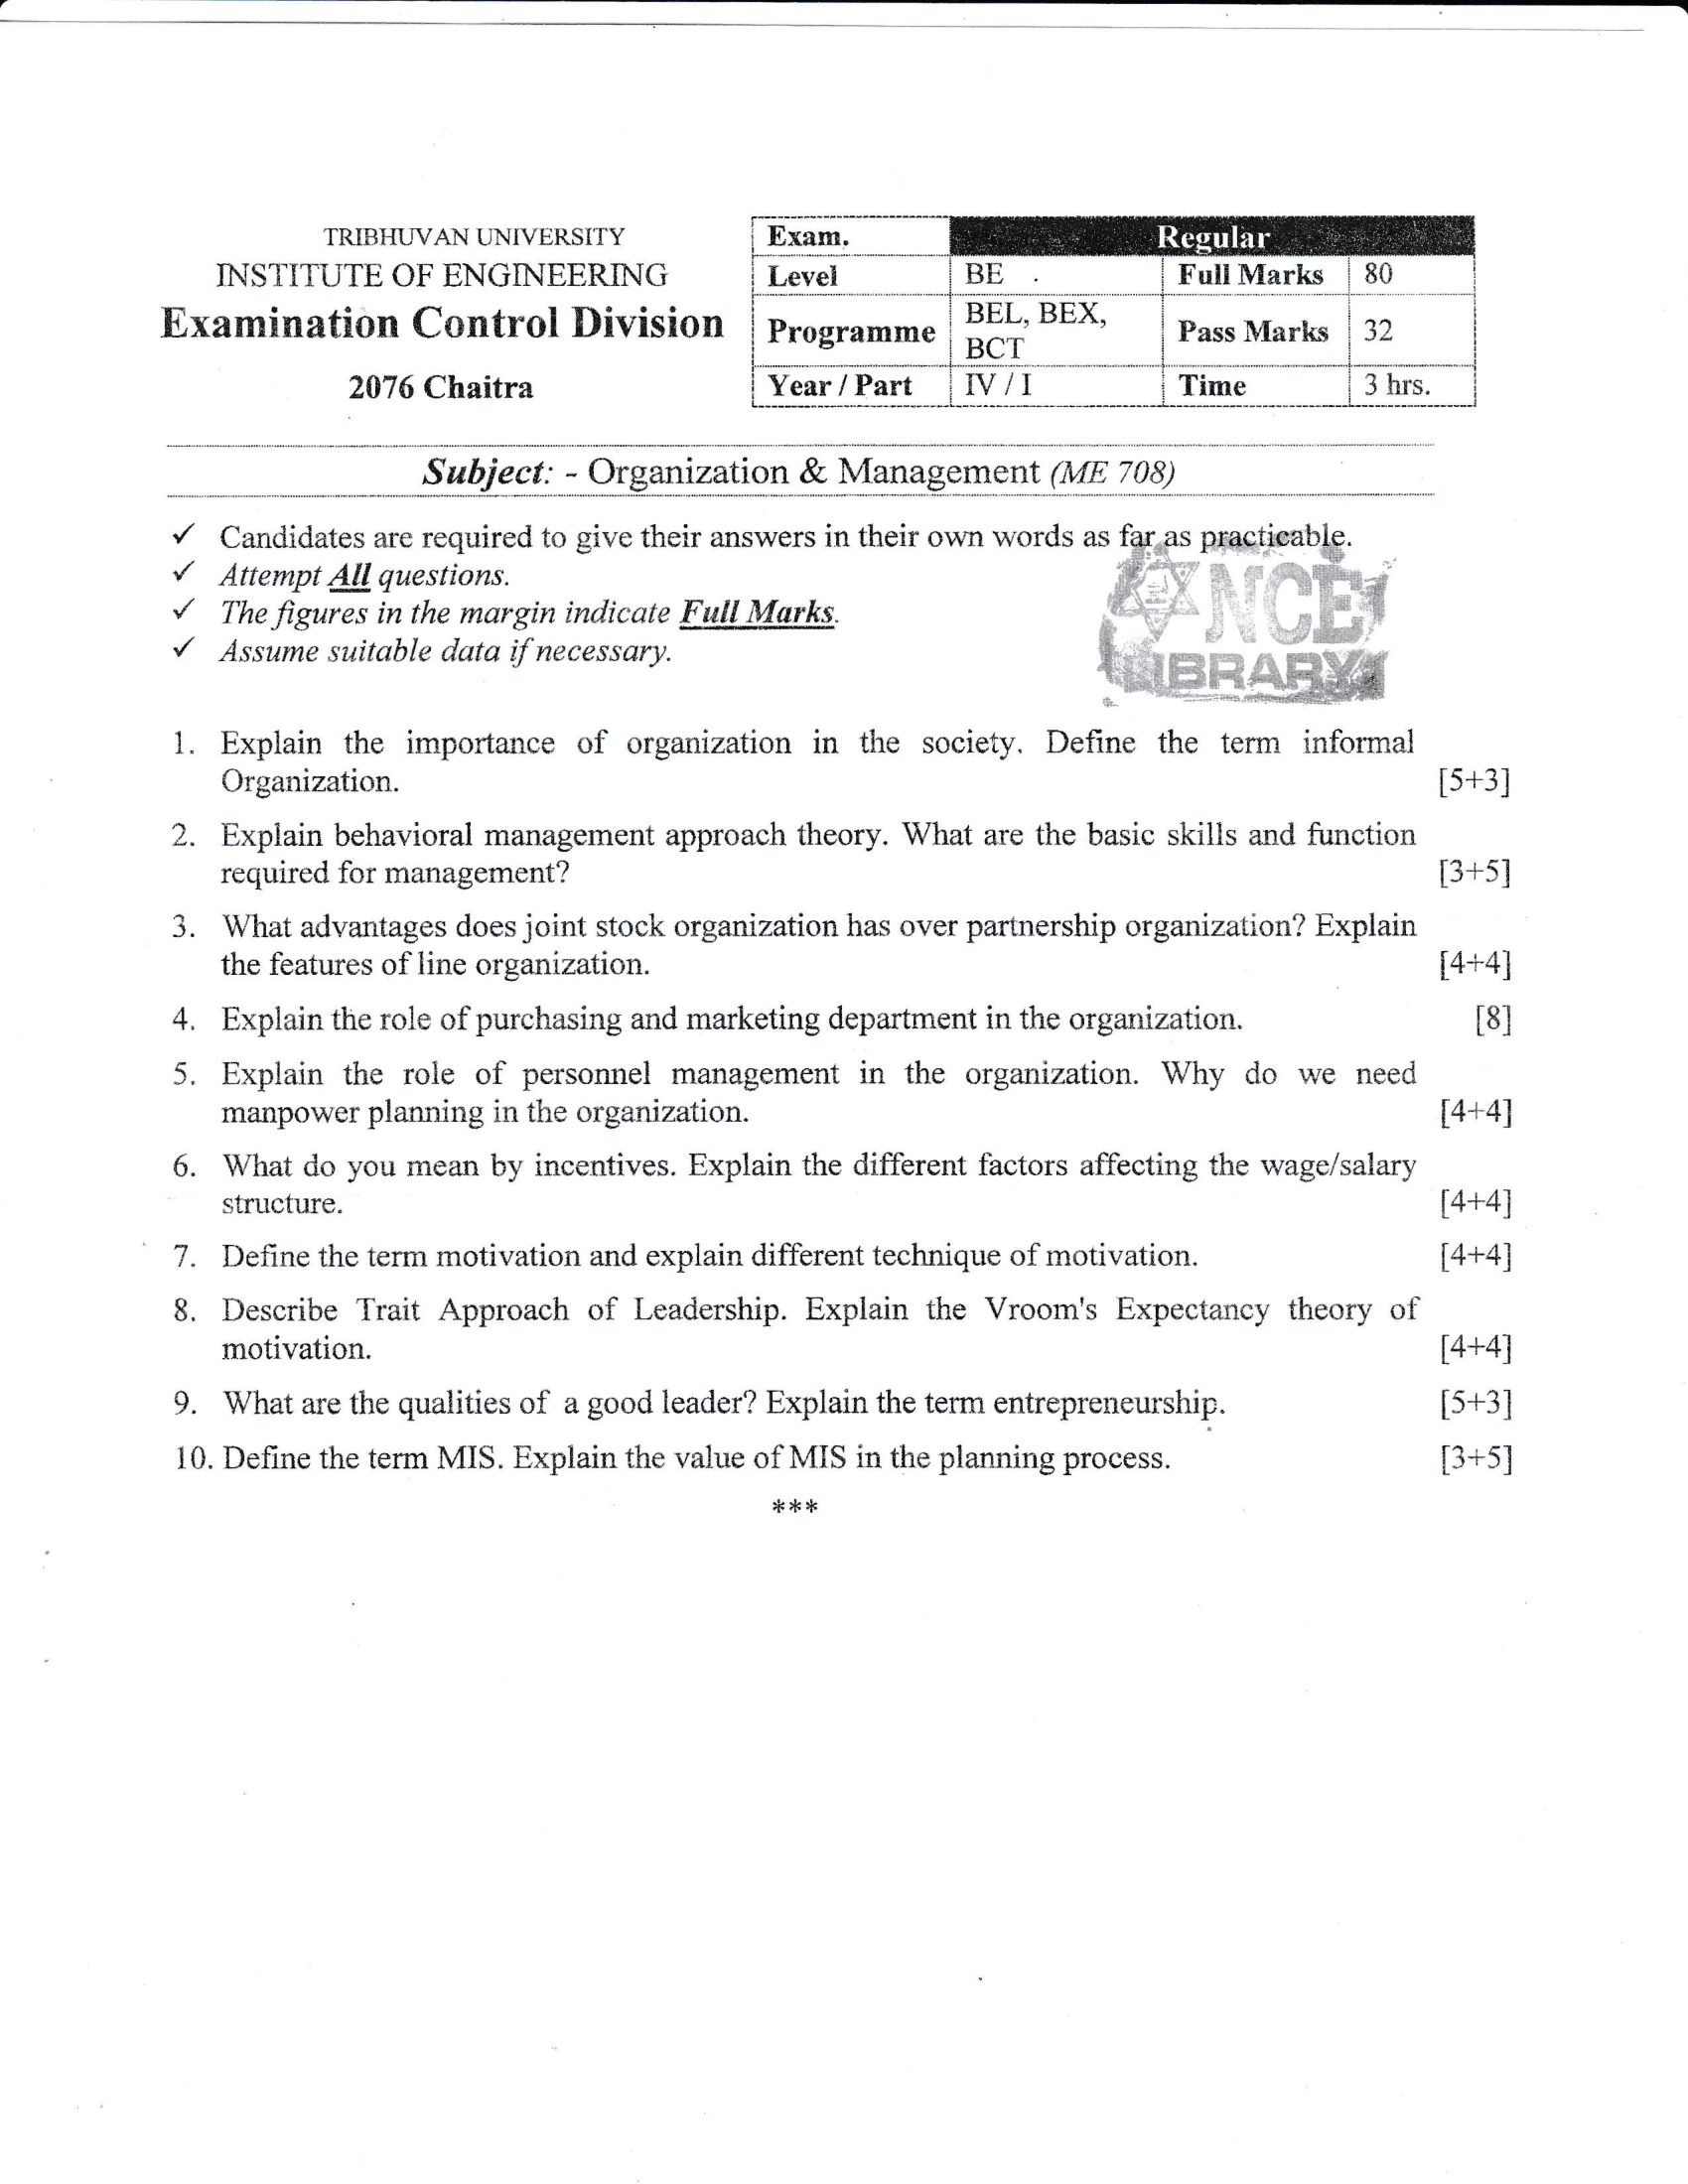 TRIBHUVAN UNIVERSITY
INSTITUTE OF ENGINEERING
Examination Control Division
2076 Chaitra
Exam. Regular
Level BE Full Marks 80
Programme BEL, BEX, BCT Pass Marks 32
Year / Part IV / I Time 3 hrs.
Subject: - Organization & Management (ME 708)
✓ Candidates are required to give their answers in their own words as far as practicable.
✓ Attempt All questions.
✓ The figures in the margin indicate Full Marks.
✓ Assume suitable data if necessary.
NCE
LIBRARY
1. Explain the importance of organization in the society. Define the term informal
Organization. [5+3]
2. Explain behavioral management approach theory. What are the basic skills and function
required for management? [3+5]
3. What advantages does joint stock organization has over partnership organization? Explain
the features of line organization. [4+4]
4. Explain the role of purchasing and marketing department in the organization. [8]
5. Explain the role of personnel management in the organization. Why do we need
manpower planning in the organization. [4+4]
6. What do you mean by incentives. Explain the different factors affecting the wage/salary
structure. [4+4]
7. Define the term motivation and explain different technique of motivation. [4+4]
8. Describe Trait Approach of Leadership. Explain the Vroom's Expectancy theory of
motivation. [4+4]
9. What are the qualities of a good leader? Explain the term entrepreneurship. [5+3]
10. Define the term MIS. Explain the value of MIS in the planning process. [3+5]
***